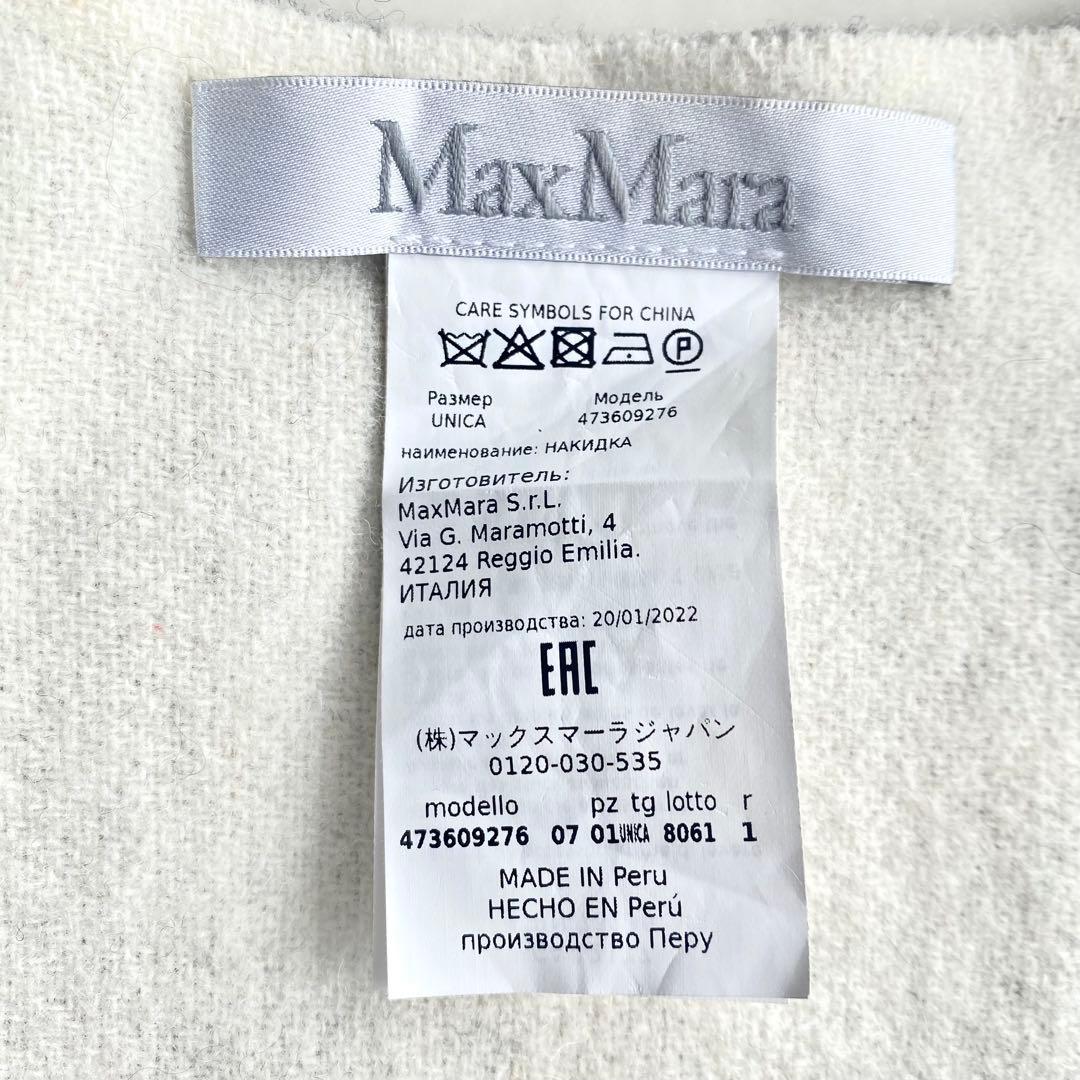 MaxMara
CARE SYMBOLS FOR CHINA
P
Размер Модель
UNICA 473609276
наименование: НАКИДКА
Изготовитель:
MaxMara S.r.L.
Via G. Maramotti, 4
42124 Reggio Emilia.
ИТАЛИЯ
дата производства: 20/01/2022
EAC
(株)マックスマーラジャパン
0120-030-535
modello pz tg lotto r
473609276 07 01UNICA 8061 1
MADE IN Peru
HECHO EN Perú
производство Перу